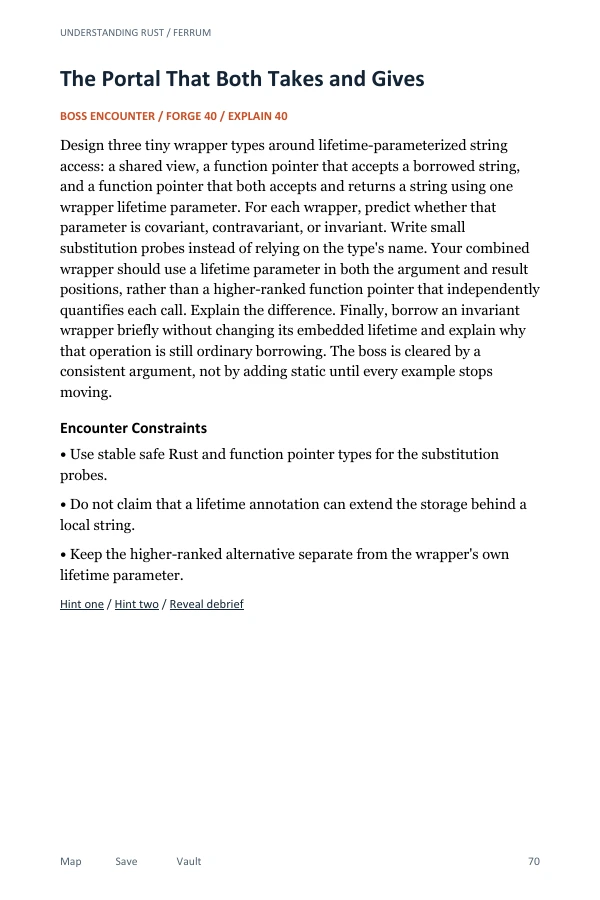 UNDERSTANDING RUST / FERRUM
The Portal That Both Takes and Gives
BOSS ENCOUNTER / FORGE 40 / EXPLAIN 40
Design three tiny wrapper types around lifetime-parameterized string
access: a shared view, a function pointer that accepts a borrowed string,
and a function pointer that both accepts and returns a string using one
wrapper lifetime parameter. For each wrapper, predict whether that
parameter is covariant, contravariant, or invariant. Write small
substitution probes instead of relying on the type's name. Your combined
wrapper should use a lifetime parameter in both the argument and result
positions, rather than a higher-ranked function pointer that independently
quantifies each call. Explain the difference. Finally, borrow an invariant
wrapper briefly without changing its embedded lifetime and explain why
that operation is still ordinary borrowing. The boss is cleared by a
consistent argument, not by adding static until every example stops
moving.
Encounter Constraints
• Use stable safe Rust and function pointer types for the substitution
probes.
• Do not claim that a lifetime annotation can extend the storage behind a
local string.
• Keep the higher-ranked alternative separate from the wrapper's own
lifetime parameter.
Hint one / Hint two / Reveal debrief
Map Save Vault 70